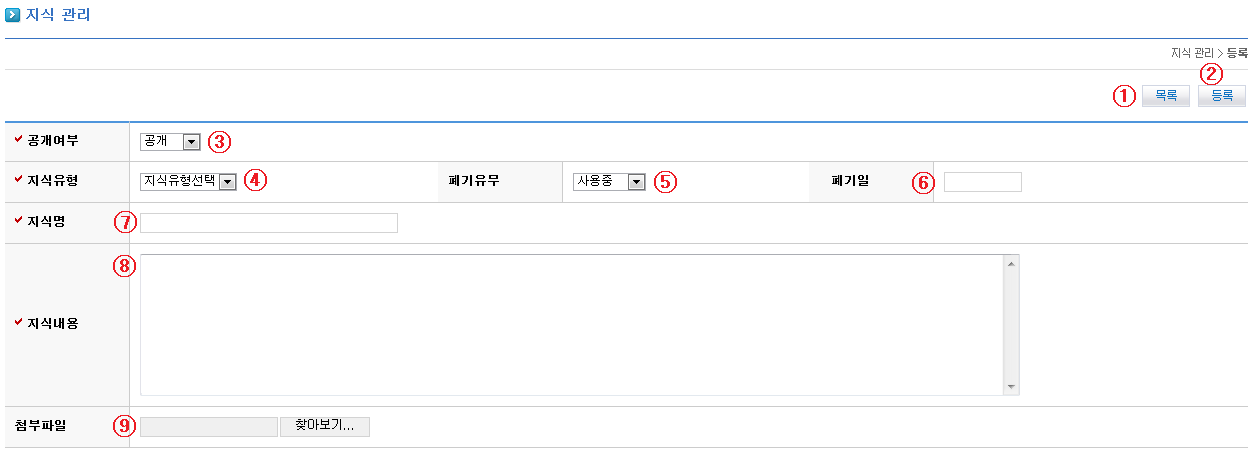 지식 관리
지식 관리 > 등록
① 목록 ② 등록
공개여부 공개 ③
지식유형 지식유형선택 ④ 폐기유무 사용중 ⑤ 폐기일 ⑥
지식명 ⑦
⑧
지식내용
첨부파일 ⑨ 찾아보기...